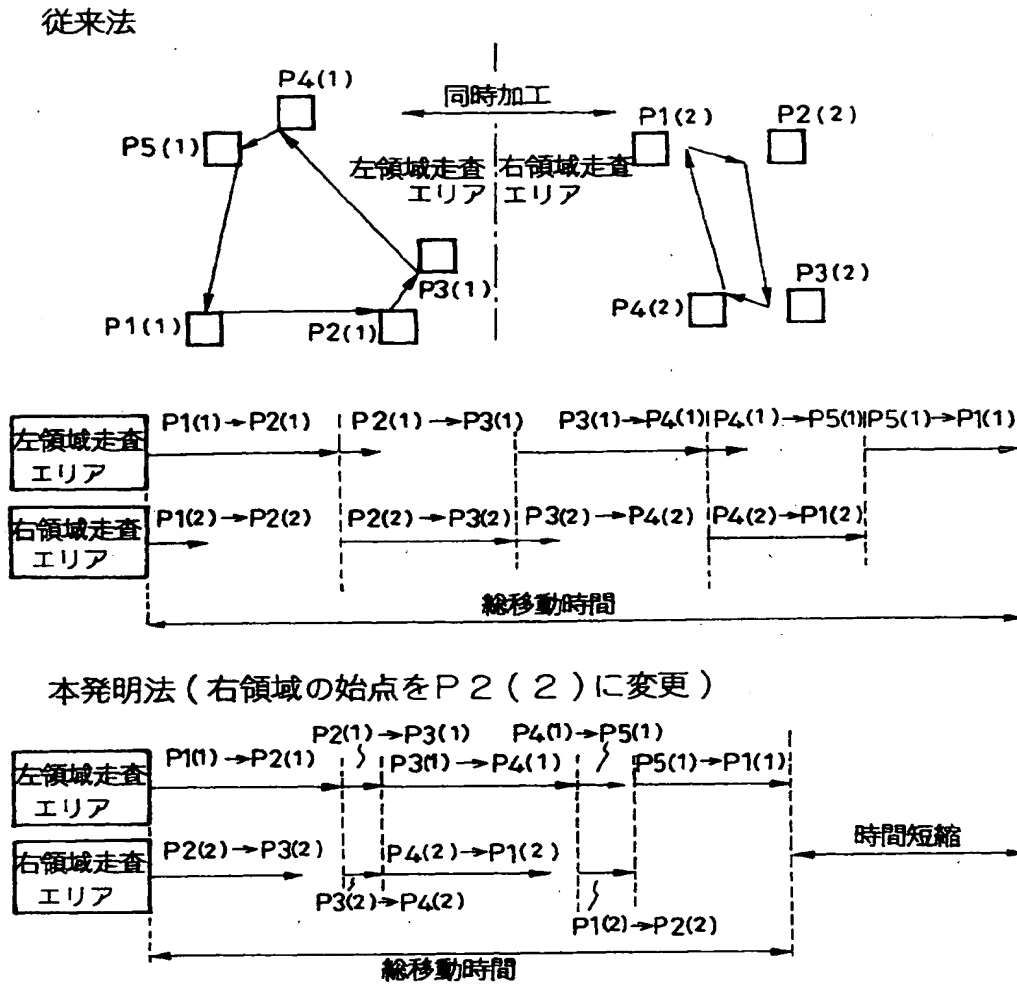 従来法
P4(1)
同時加工
P1(2)
P2(2)
P5(1)
左領域走査
エリア
右領域走査
エリア
P3(1)
P3(2)
P4(2)
P1(1)
P2(1)
左領域走査
エリア
P1(1)→P2(1)
P2(1)→P3(1)
P3(1)→P4(1)
P4(1)→P5(1)
P5(1)→P1(1)
右領域走査
エリア
P1(2)→P2(2)
P2(2)→P3(2)
P3(2)→P4(2)
P4(2)→P1(2)
総移動時間
本発明法(右領域の始点をP2(2)に変更)
P2(1)→P3(1)
P4(1)→P5(1)
左領域走査
エリア
P1(1)→P2(1)
P3(1)→P4(1)
P5(1)→P1(1)
右領域走査
エリア
P2(2)→P3(2)
P4(2)→P1(2)
時間短縮
P3(2)→P4(2)
P1(2)→P2(2)
総移動時間